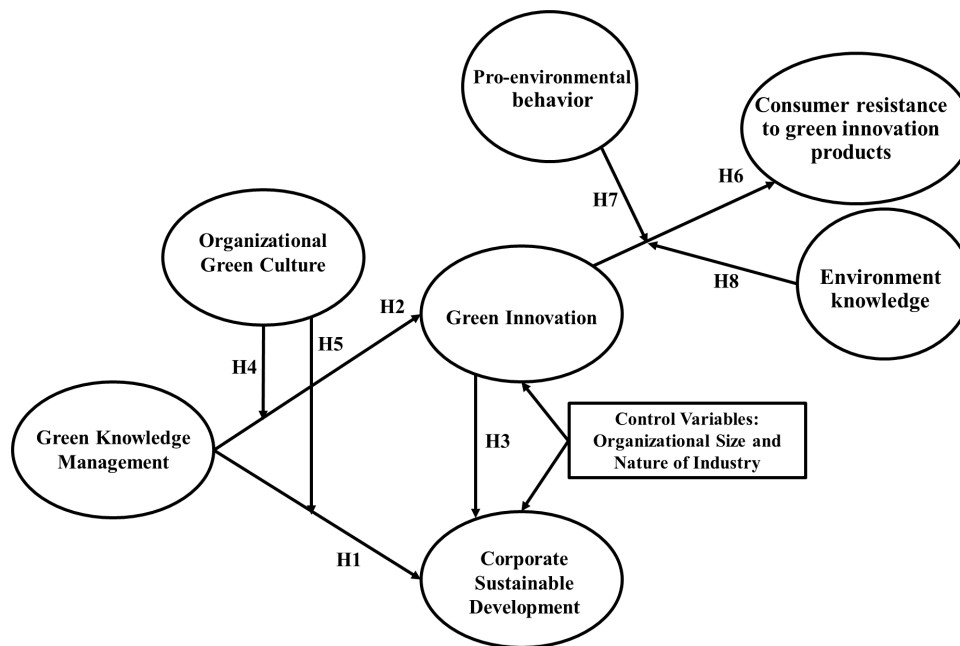 Pro-environmental
behavior
Consumer resistance
to green innovation
products
H6
H7
Organizational
Green Culture
H8
Environment
knowledge
H2
Green Innovation
H5
H4
Control Variables:
Organizational Size and
Nature of Industry
Green Knowledge
Management
H3
H1
Corporate
Sustainable
Development